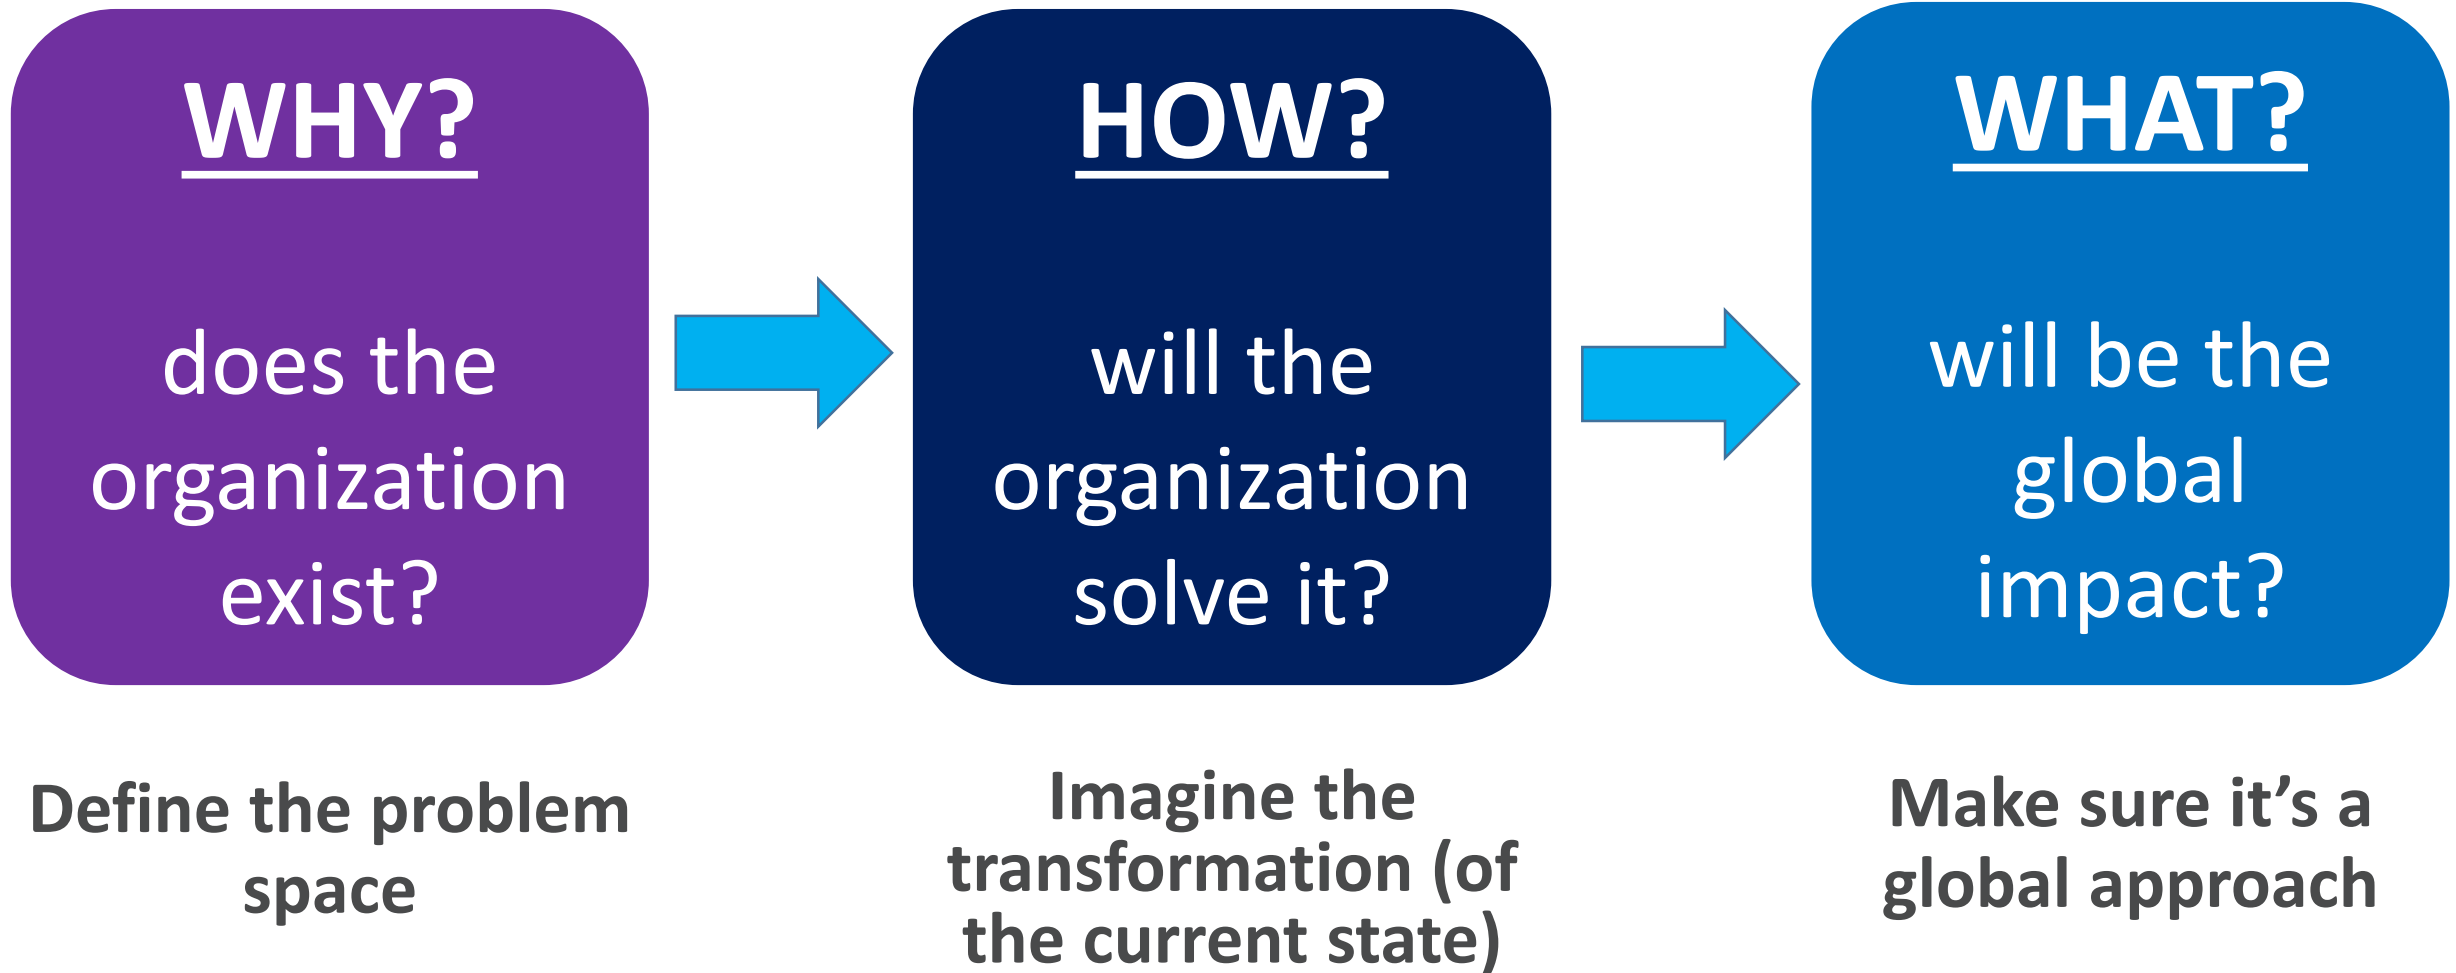 WHY?
does the
organization
exist?
HOW?
will the
organization
solve it?
WHAT?
will be the
global
impact?
Define the problem
space
Imagine the
transformation (of
the current state)
Make sure it’s a
global approach